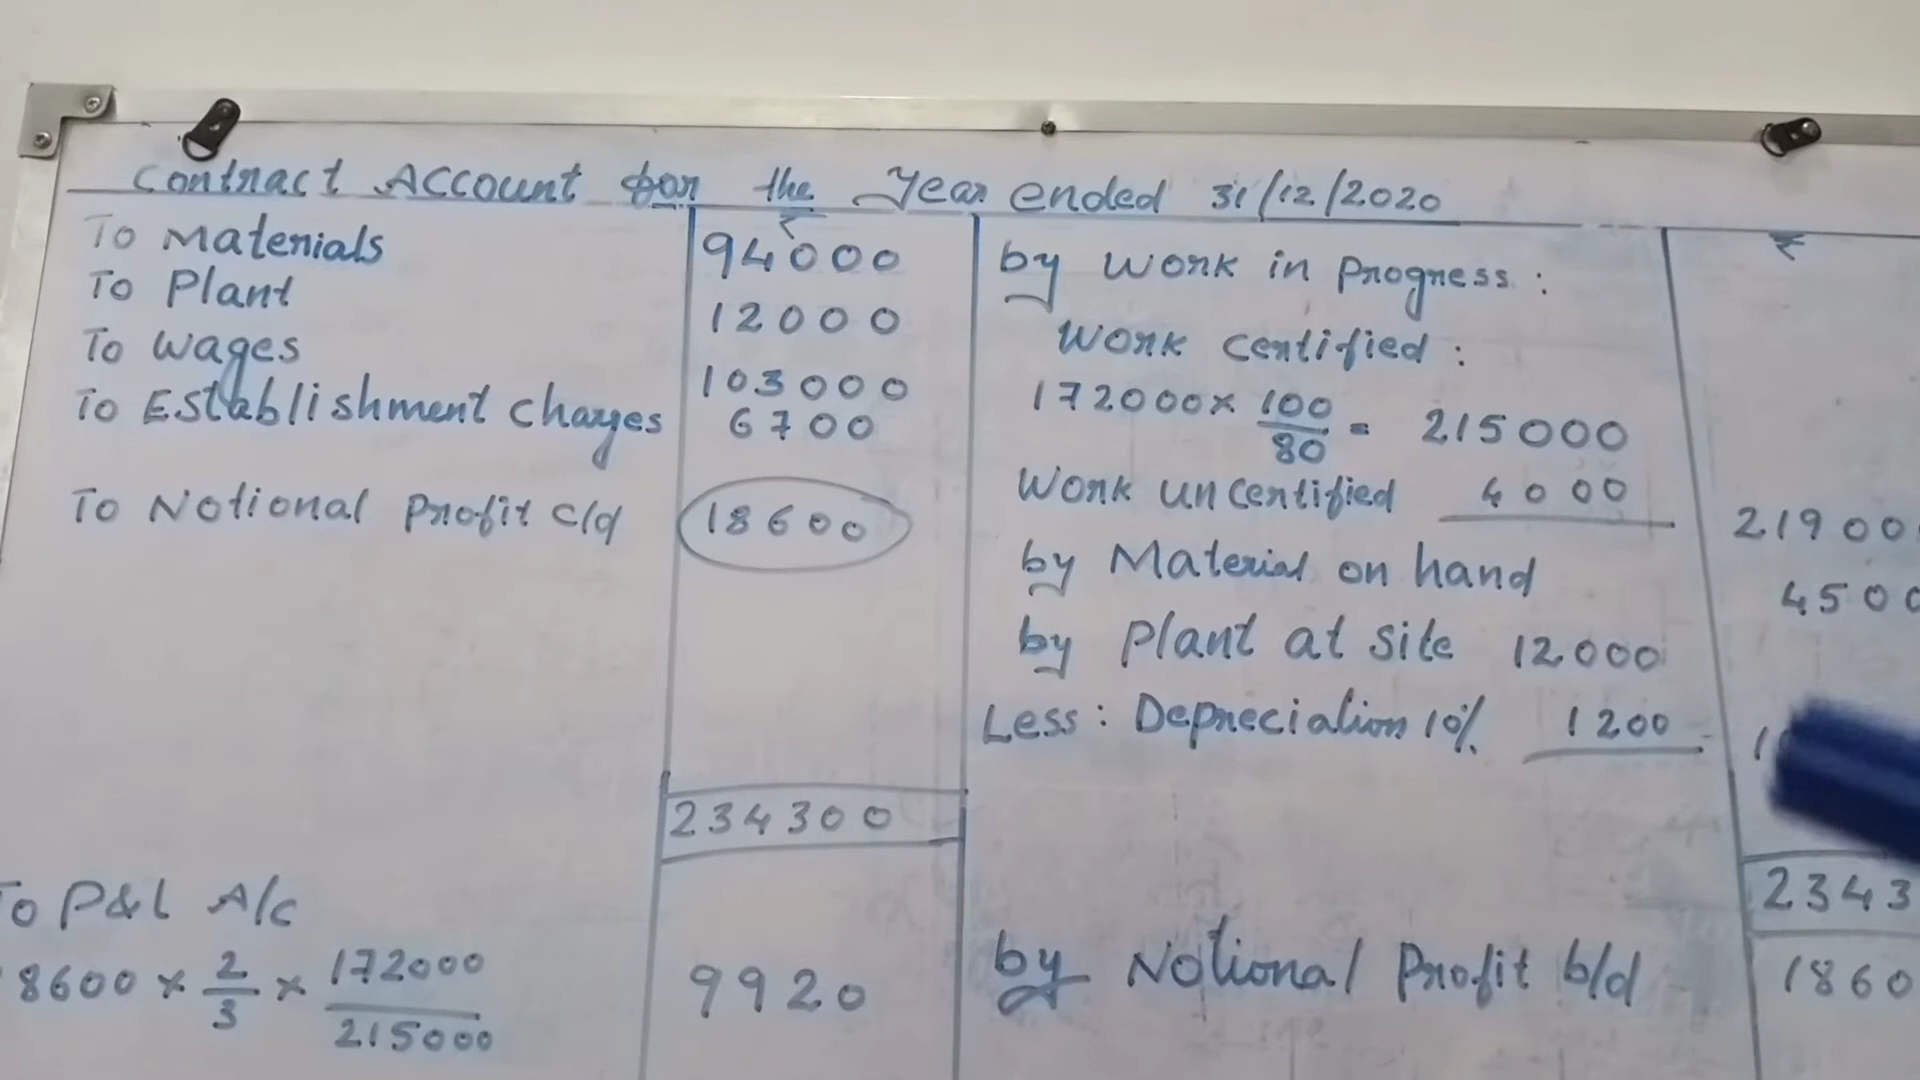 Contract Account for the Year ended 31/12/2020
₹ ₹
To Materials 94000 by Work in progress:
To Plant 12000 Work certified:
To Wages 103000 172000 × 100/80 = 215000
To Establishment charges 6700 Work uncertified 4000 21900
To Notional Profit c/d 18600 by Material on hand 450
by Plant at site 12000
Less: Depreciation 10% 1200
234300 2343
To P&L A/c by Notional Profit b/d 1860
8600 × 2/3 × 172000/215000 9920